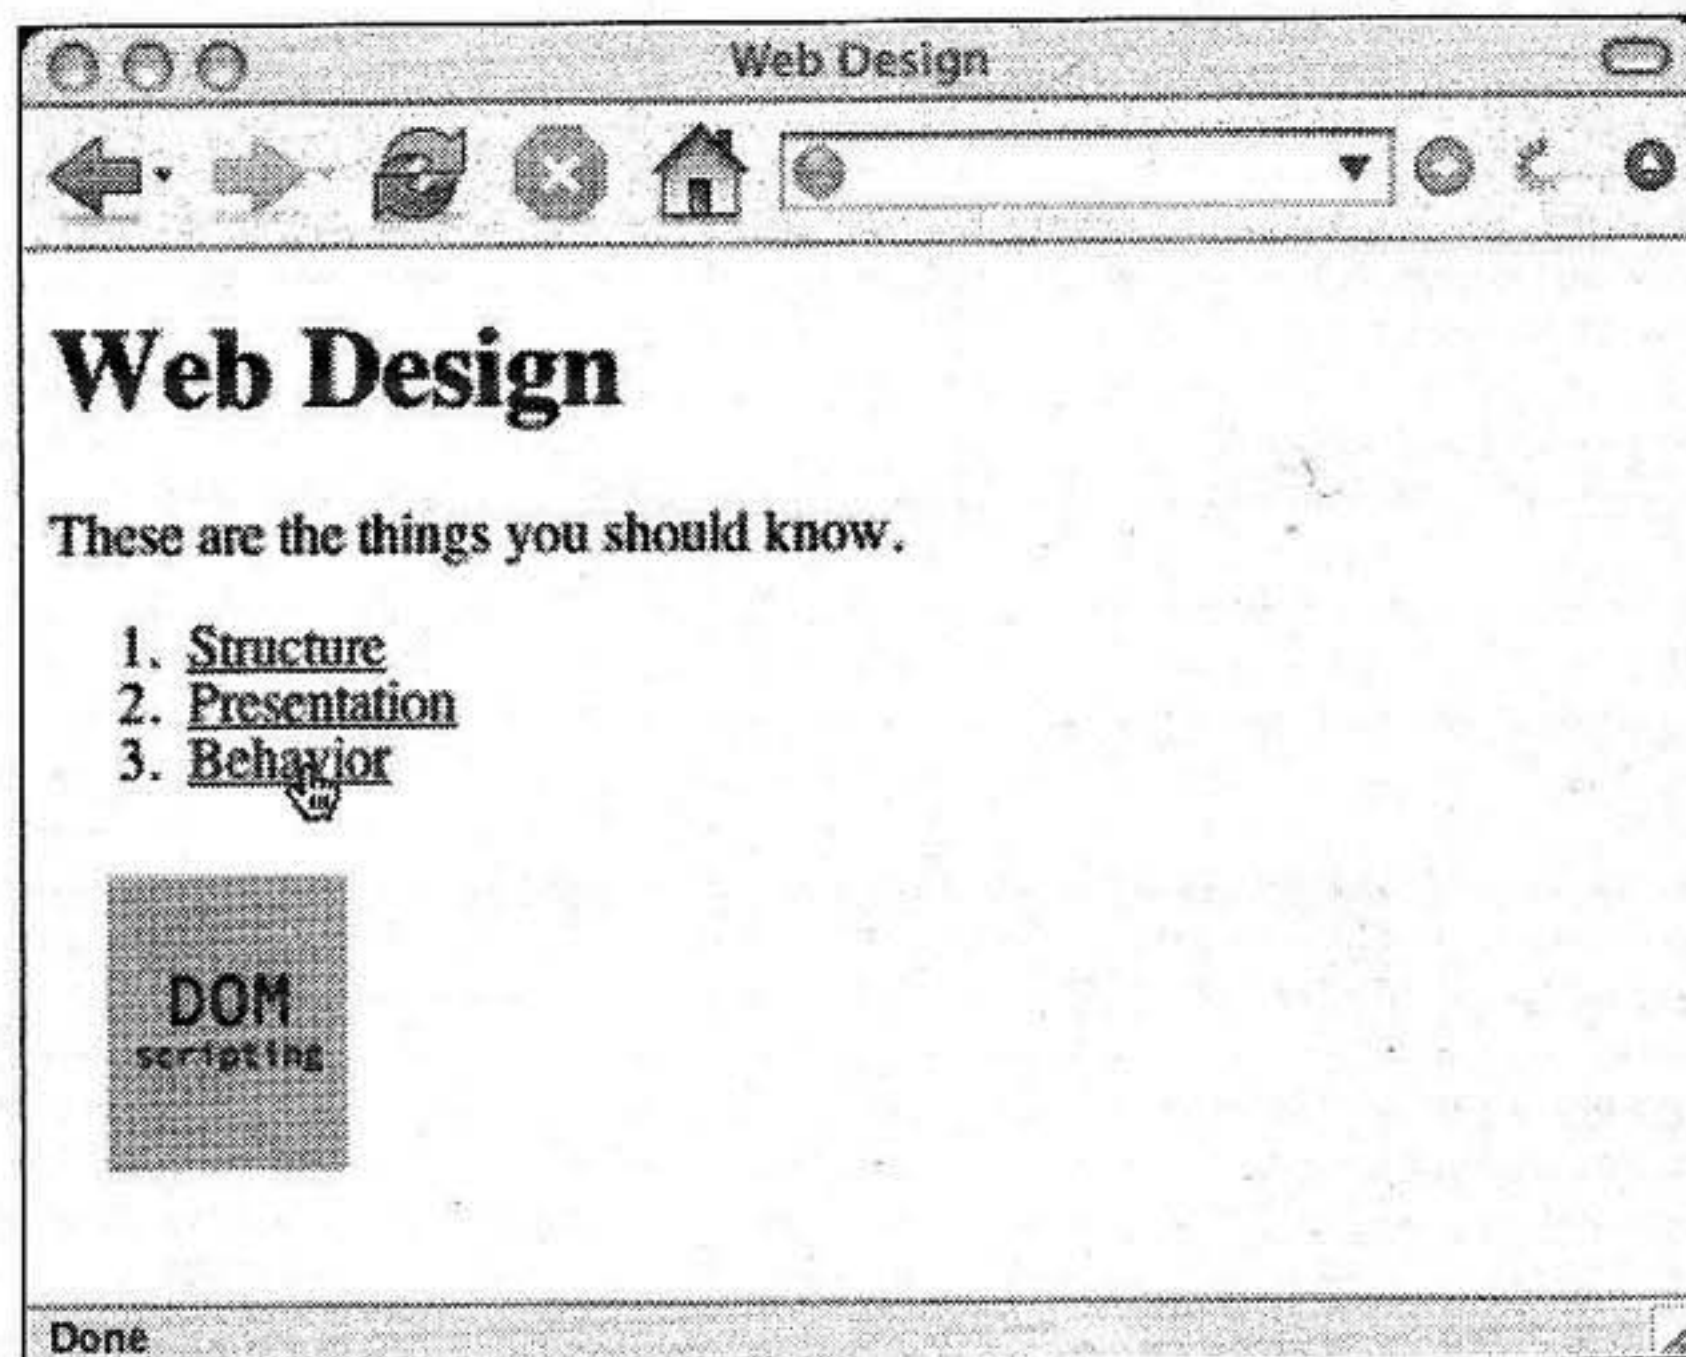 Web Design
Web Design
These are the things you should know.
1. Structure
2. Presentation
3. Behavior
DOM
scripting
Done